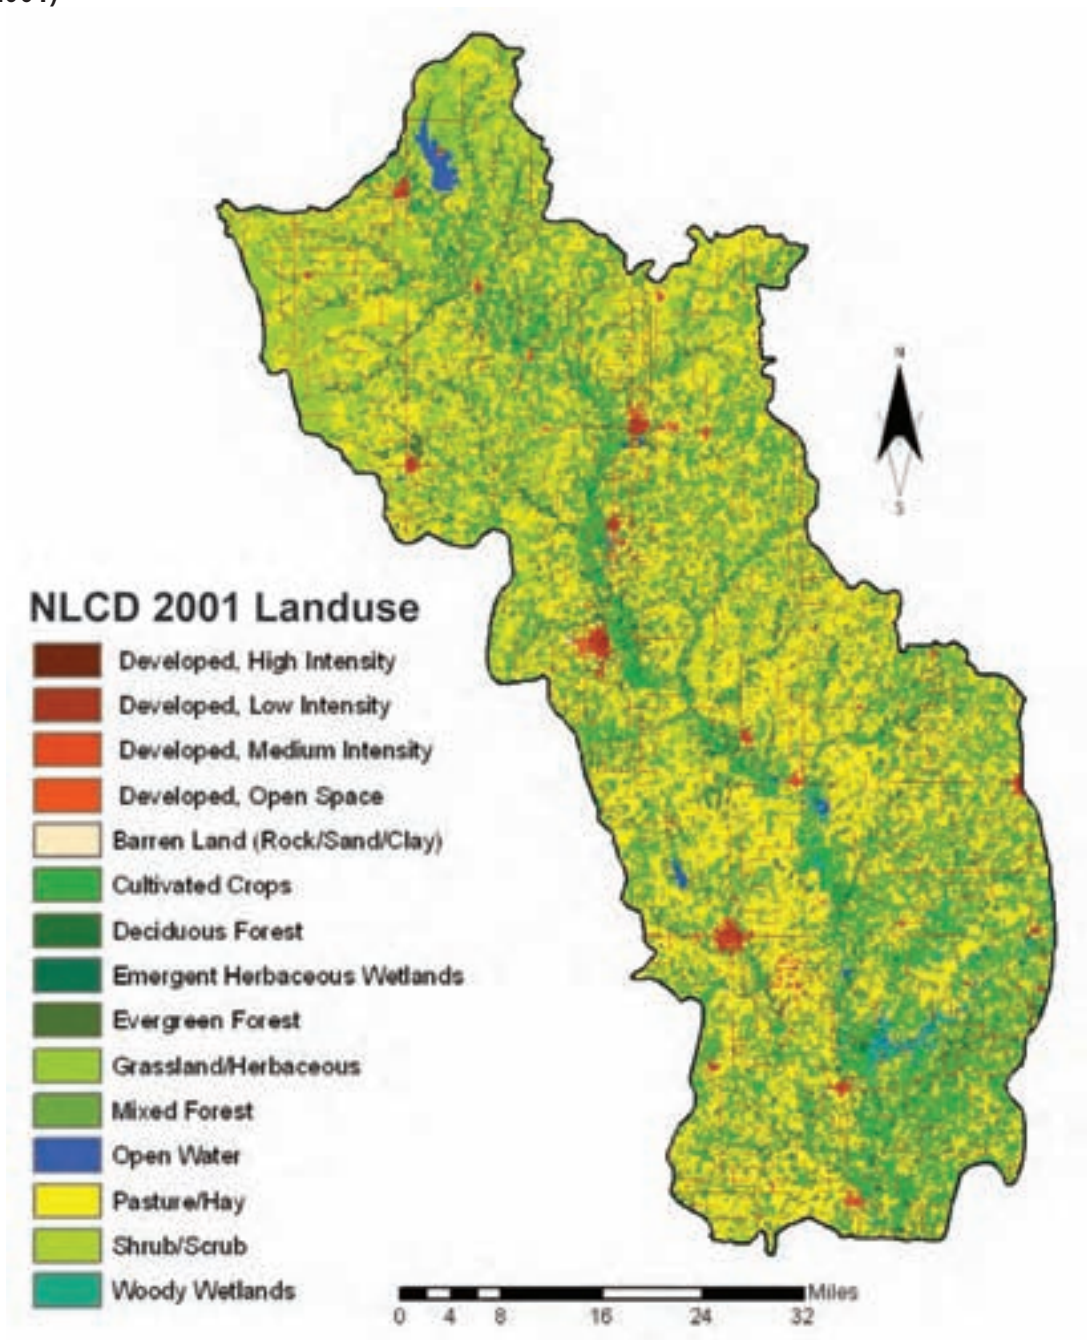 N
S
NLCD 2001 Landuse
Developed, High Intensity
Developed, Low Intensity
Developed, Medium Intensity
Developed, Open Space
Barren Land (Rock/Sand/Clay)
Cultivated Crops
Deciduous Forest
Emergent Herbaceous Wetlands
Evergreen Forest
Grassland/Herbaceous
Mixed Forest
Open Water
Pasture/Hay
Shrub/Scrub
Woody Wetlands
Miles
0 4 8 16 24 32